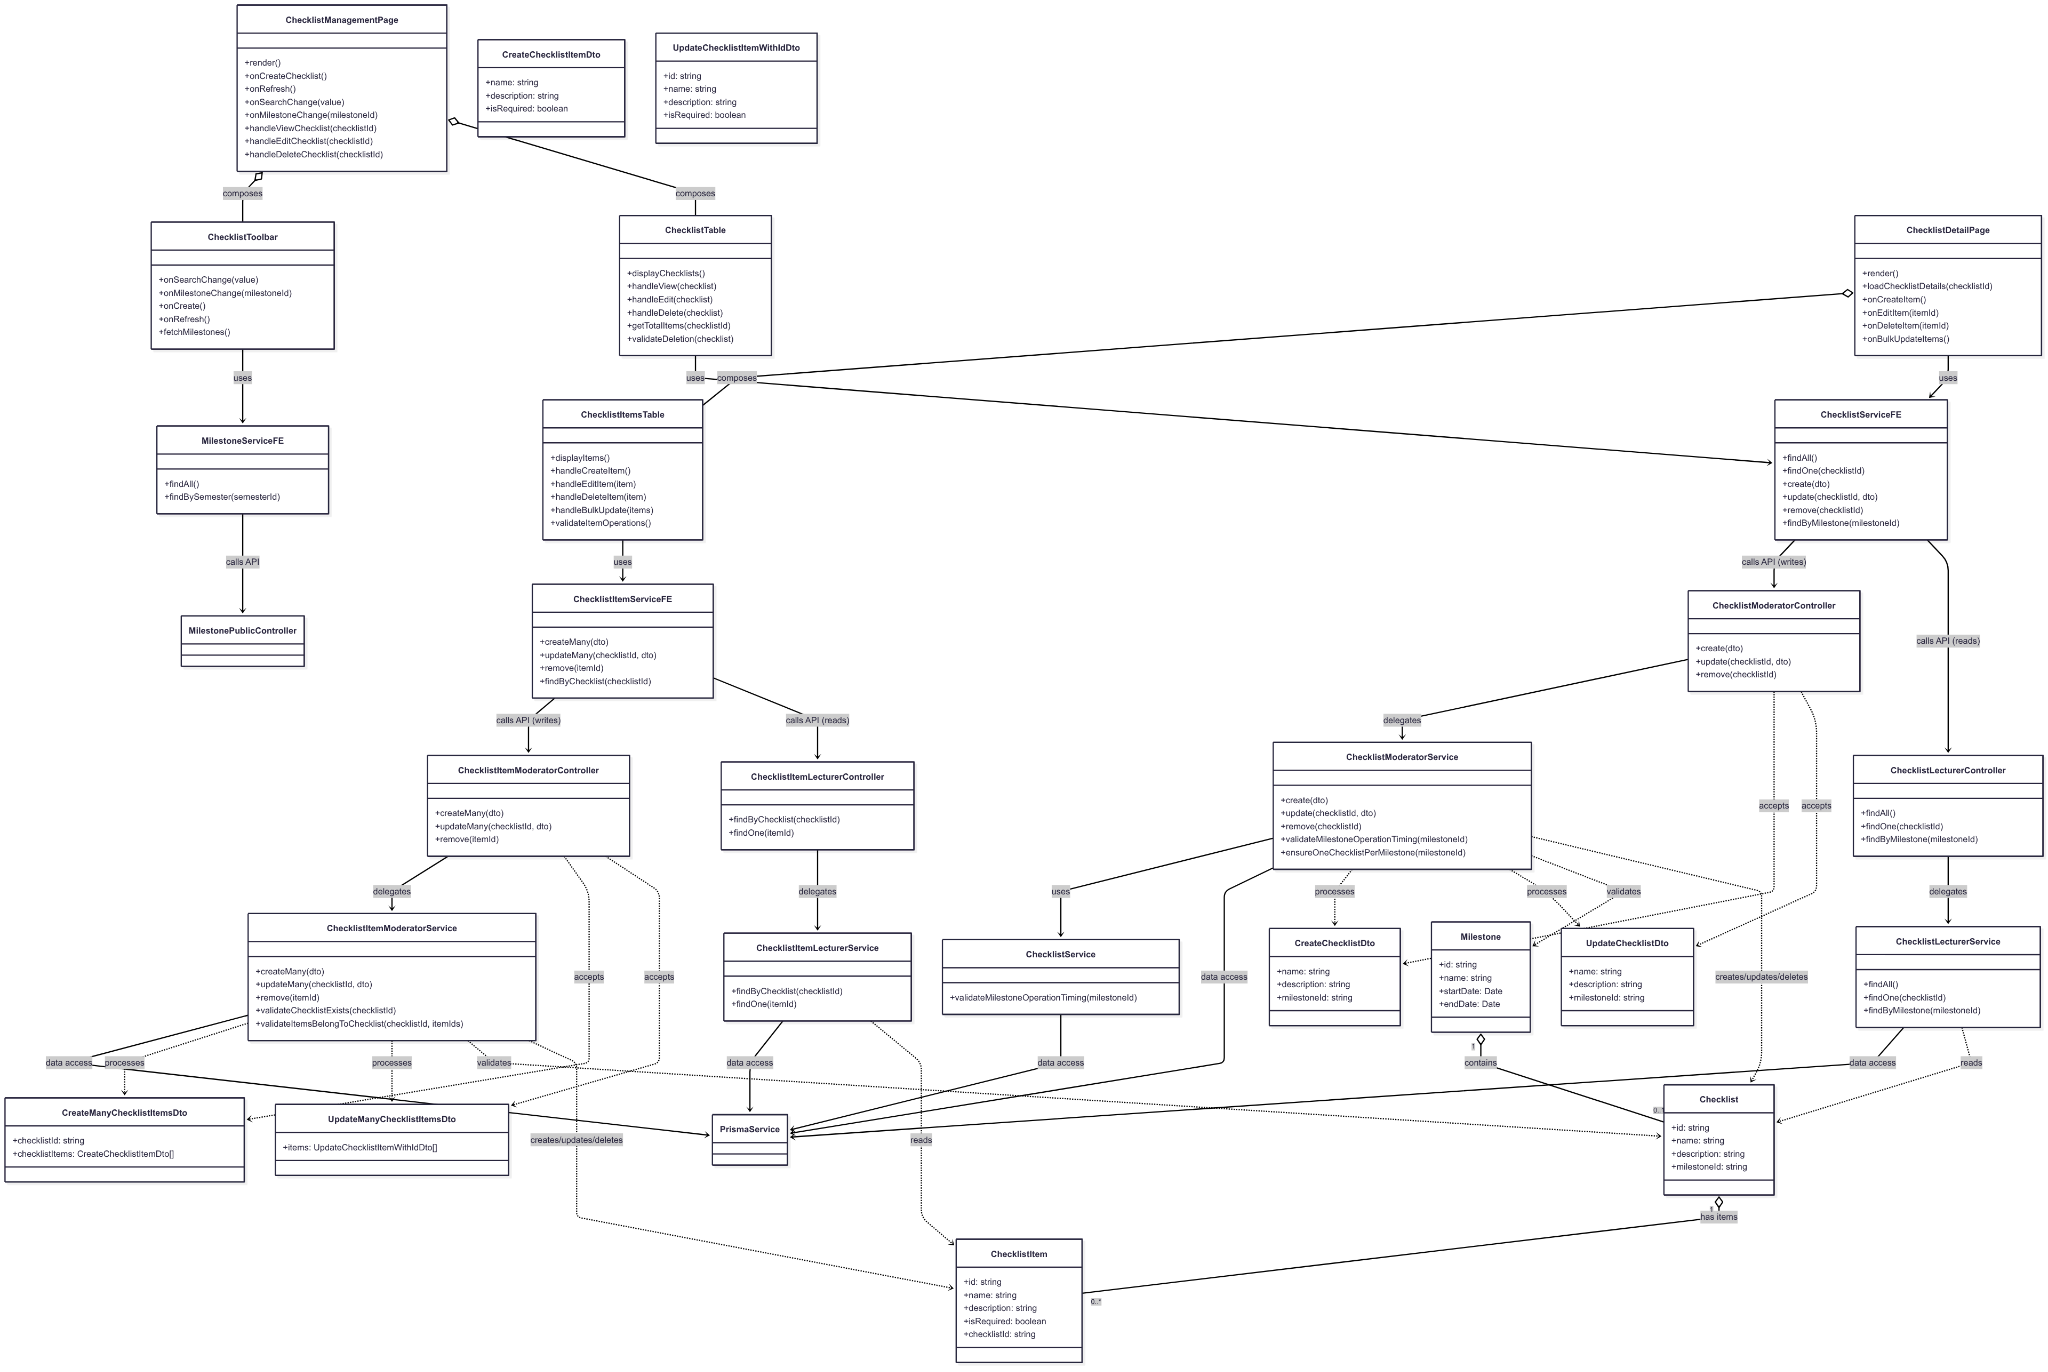 ChecklistManagementPage
+render()
+onCreateChecklist()
+onRefresh()
+onSearchChange(value)
+onMilestoneChange(milestoneId)
+handleViewChecklist(checklistId)
+handleEditChecklist(checklistId)
+handleDeleteChecklist(checklistId)
CreateChecklistItemDto
+name: string
+description: string
+isRequired: boolean
UpdateChecklistItemWithIdDto
+id: string
+name: string
+description: string
+isRequired: boolean
composes
composes
ChecklistToolbar
+onSearchChange(value)
+onMilestoneChange(milestoneId)
+onCreate()
+onRefresh()
+fetchMilestones()
ChecklistTable
+displayChecklists()
+handleView(checklist)
+handleEdit(checklist)
+handleDelete(checklist)
+getTotalItems(checklistId)
+validateDeletion(checklist)
ChecklistDetailPage
+render()
+loadChecklistDetails(checklistId)
+onCreateItem()
+onEditItem(itemId)
+onDeleteItem(itemId)
+onBulkUpdateItems()
uses
uses
composes
uses
MilestoneServiceFE
+findAll()
+findBySemester(semesterId)
ChecklistItemsTable
+displayItems()
+handleCreateItem()
+handleEditItem(item)
+handleDeleteItem(item)
+handleBulkUpdate(items)
+validateItemOperations()
ChecklistServiceFE
+findAll()
+findOne(checklistId)
+create(dto)
+update(checklistId, dto)
+remove(checklistId)
+findByMilestone(milestoneId)
calls API
uses
calls API (writes)
calls API (reads)
MilestonePublicController
ChecklistItemServiceFE
+createMany(dto)
+updateMany(checklistId, dto)
+remove(itemId)
+findByChecklist(checklistId)
ChecklistModeratorController
+create(dto)
+update(checklistId, dto)
+remove(checklistId)
calls API (writes)
calls API (reads)
delegates
accepts
accepts
ChecklistItemModeratorController
+createMany(dto)
+updateMany(checklistId, dto)
+remove(itemId)
ChecklistItemLecturerController
+findByChecklist(checklistId)
+findOne(itemId)
ChecklistModeratorService
+create(dto)
+update(checklistId, dto)
+remove(checklistId)
+validateMilestoneOperationTiming(milestoneId)
+ensureOneChecklistPerMilestone(milestoneId)
ChecklistLecturerController
+findAll()
+findOne(checklistId)
+findByMilestone(milestoneId)
delegates
accepts
accepts
delegates
uses
data access
processes
processes
validates
creates/updates/deletes
delegates
ChecklistItemModeratorService
+createMany(dto)
+updateMany(checklistId, dto)
+remove(itemId)
+validateChecklistExists(checklistId)
+validateItemsBelongToChecklist(checklistId, itemIds)
ChecklistItemLecturerService
+findByChecklist(checklistId)
+findOne(itemId)
ChecklistService
+validateMilestoneOperationTiming(milestoneId)
CreateChecklistDto
+name: string
+description: string
+milestoneId: string
Milestone
+id: string
+name: string
+startDate: Date
+endDate: Date
UpdateChecklistDto
+name: string
+description: string
+milestoneId: string
ChecklistLecturerService
+findAll()
+findOne(checklistId)
+findByMilestone(milestoneId)
data access
processes
processes
validates
creates/updates/deletes
data access
reads
data access
1
contains
0..*
data access
reads
CreateManyChecklistItemsDto
+checklistId: string
+checklistItems: CreateChecklistItemDto[]
UpdateManyChecklistItemsDto
+items: UpdateChecklistItemWithIdDto[]
PrismaService
Checklist
+id: string
+name: string
+description: string
+milestoneId: string
1
has items
0..*
ChecklistItem
+id: string
+name: string
+description: string
+isRequired: boolean
+checklistId: string